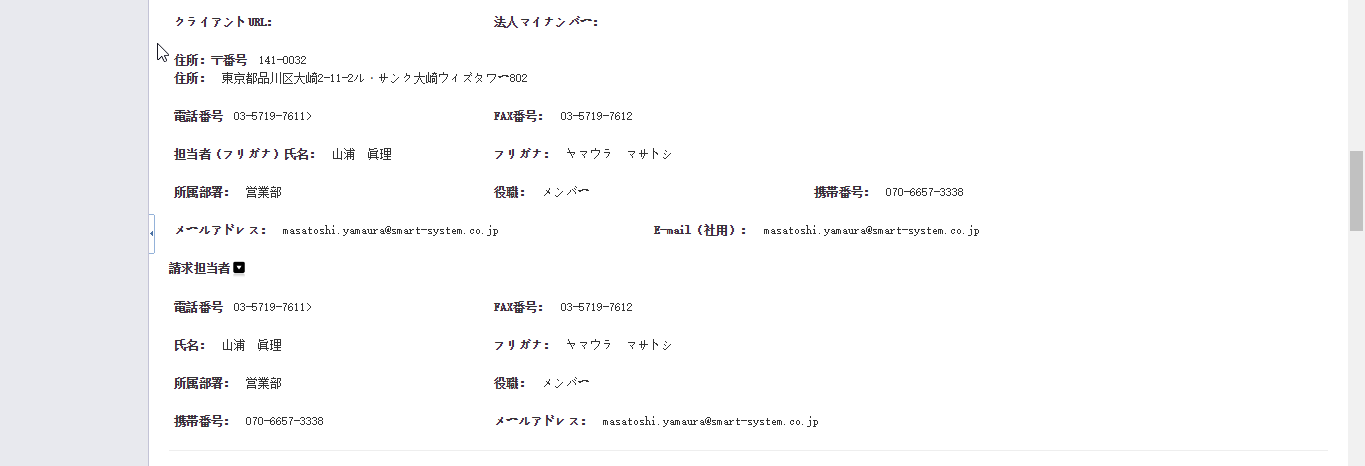 クライアントURL： 法人マイナンバー：
住所：〒番号 141-0032
住所： 東京都品川区大崎2-11-2ル・サンク大崎ウィズタワー802
電話番号 03-5719-7611> FAX番号： 03-5719-7612
担当者（フリガナ）氏名： 山浦　眞理 フリガナ： ヤマウラ　マサトシ
所属部署： 営業部 役職： メンバー 携帯番号： 070-6657-3338
メールアドレス： masatoshi.yamaura@smart-system.co.jp E-mail（社用）： masatoshi.yamaura@smart-system.co.jp
請求担当者
電話番号 03-5719-7611> FAX番号： 03-5719-7612
氏名： 山浦　眞理 フリガナ： ヤマウラ　マサトシ
所属部署： 営業部 役職： メンバー
携帯番号： 070-6657-3338 メールアドレス： masatoshi.yamaura@smart-system.co.jp